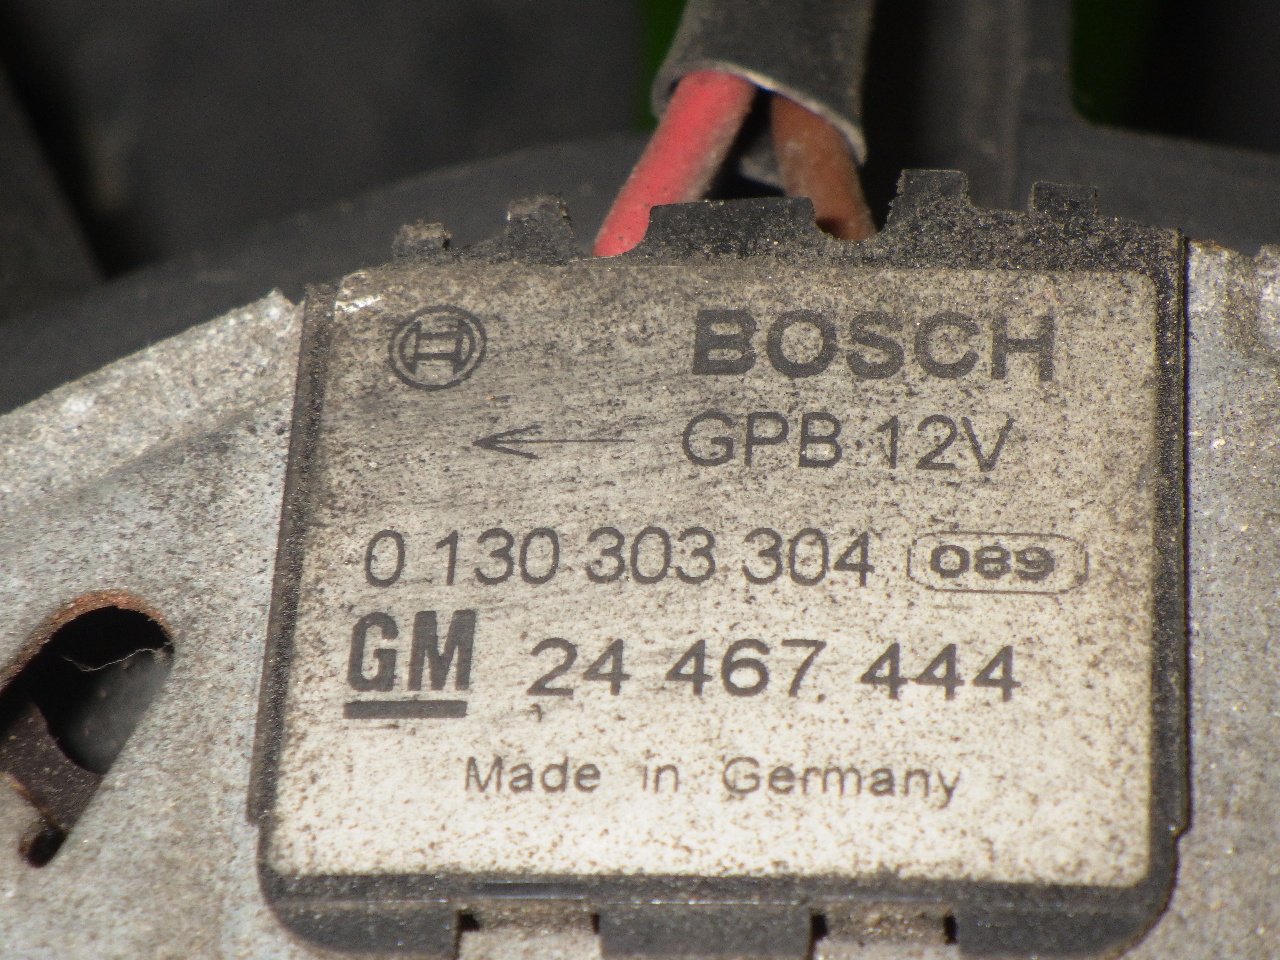 BOSCH
GPB 12V
0 130 303 304 089
GM 24 467 444
Made in Germany